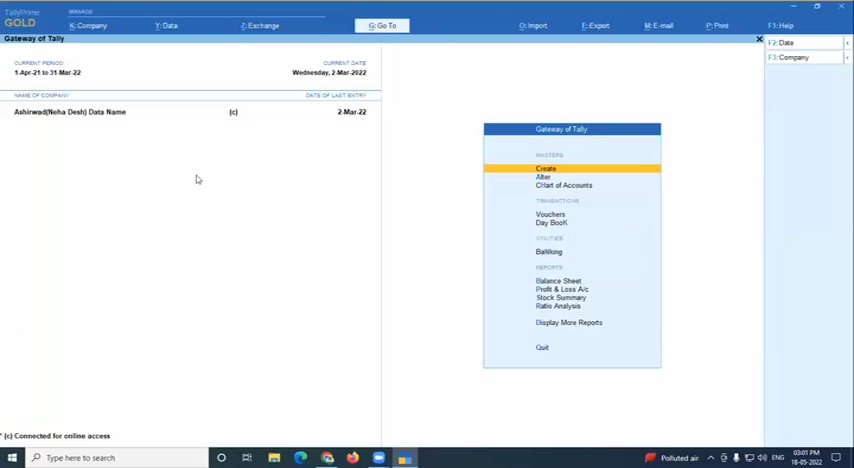 TallyPrime
GOLD
MANAGE
K: Company
Y: Data
Z: Exchange
G: Go To
O: Import
E: Export
M: E-mail
P: Print
F1: Help
Gateway of Tally
F2: Date
F3: Company
CURRENT PERIOD
CURRENT DATE
1-Apr-21 to 31-Mar-22
Wednesday, 2-Mar-2022
NAME OF COMPANY
DATE OF LAST ENTRY
Ashirwad(Neha Desh) Data Name (c) 2-Mar-22
Gateway of Tally
MASTERS
Create
Alter
CHart of Accounts
TRANSACTIONS
Vouchers
Day BooK
UTILITIES
BaNking
REPORTS
Balance Sheet
Profit & Loss A/c
Stock Summary
Ratio Analysis
Display More Reports
Quit
* (c) Connected for online access
Type here to search
Polluted air
ENG
03:01 PM
18-05-2022